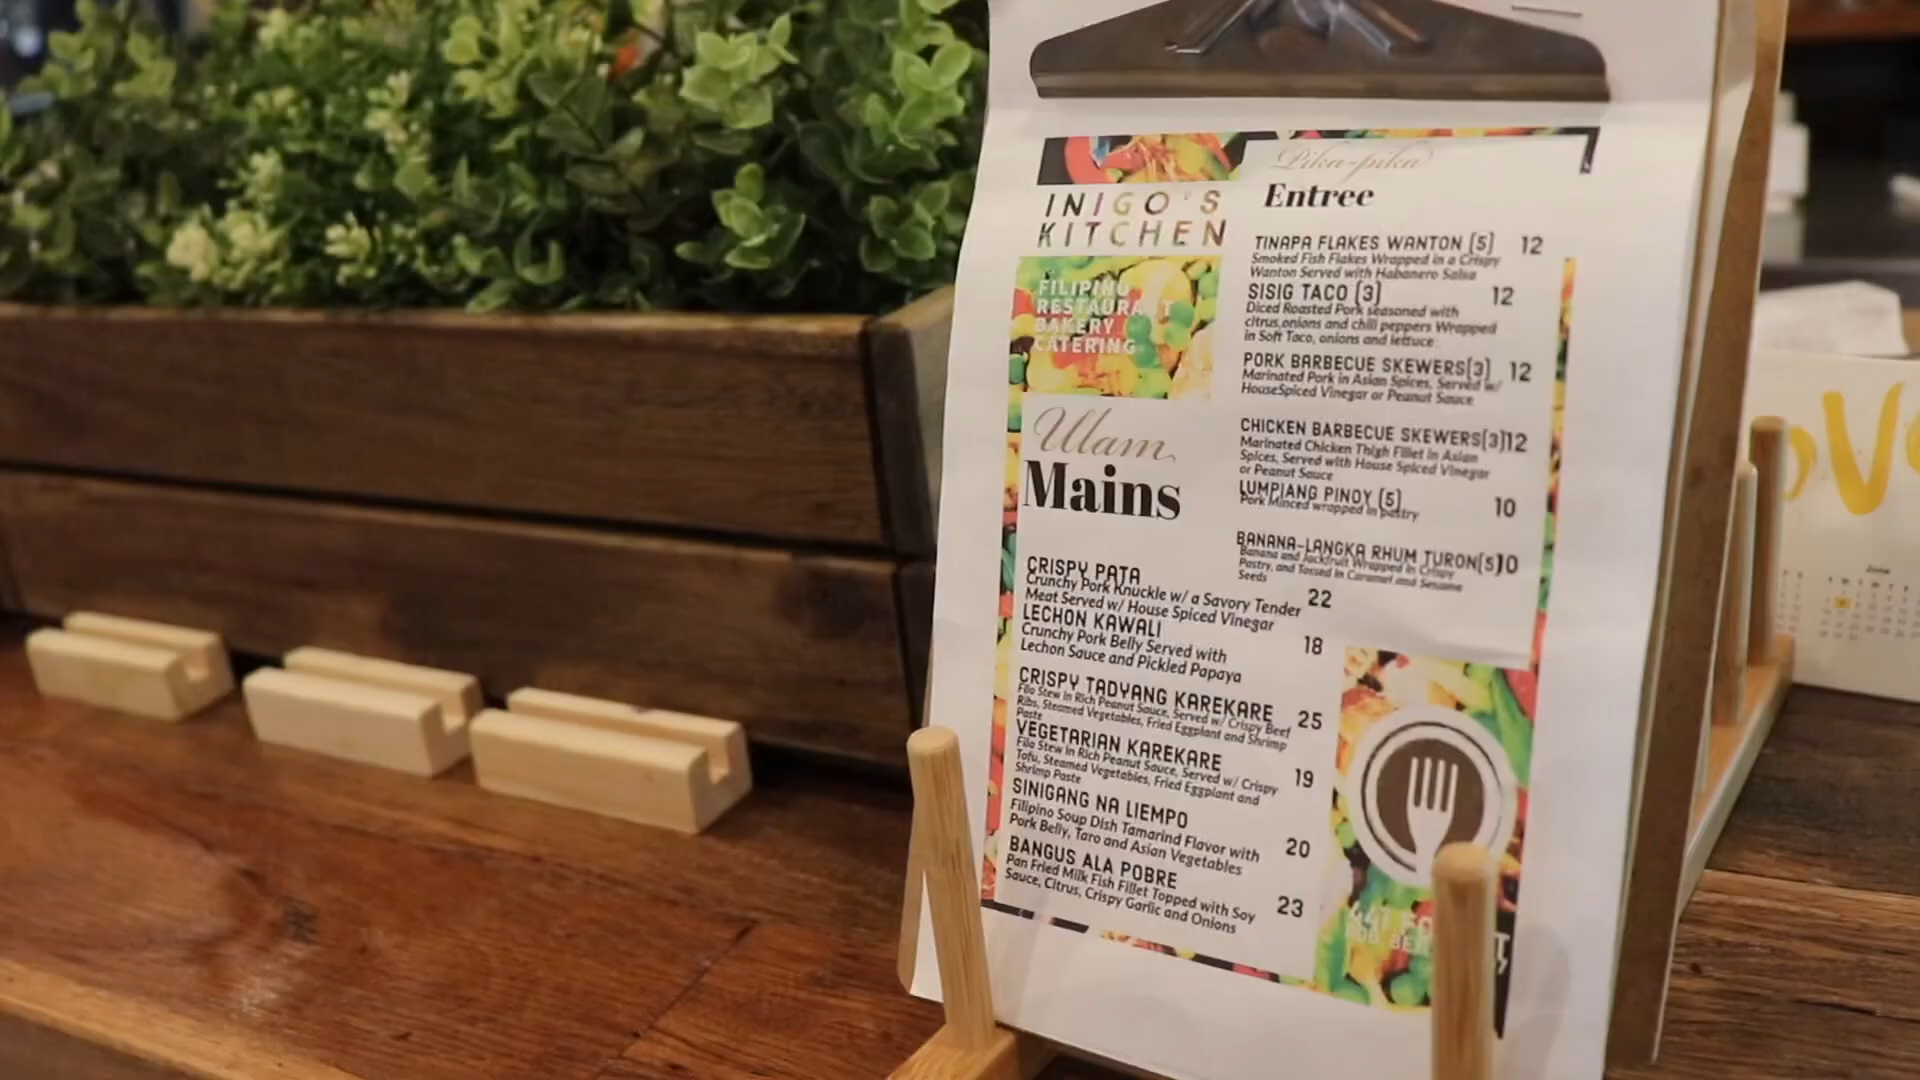 INIGO'S
KITCHEN
FILIPINO
RESTAURANT
BAKERY
CATERING
Pika-pika
Entree
TINAPA FLAKES WANTON (5) 12
Smoked Fish Flakes Wrapped in a Crispy
Wanton Served with Habanero Salsa
SISIG TACO (3) 12
Diced Roasted Pork seasoned with
citrus,onions and chili peppers Wrapped
in Soft Taco, onions and lettuce
PORK BARBECUE SKEWERS(3) 12
Marinated Pork in Asian Spices, Served w/
HouseSpiced Vinegar or Peanut Sauce
CHICKEN BARBECUE SKEWERS(3)12
Marinated Chicken Thigh Fillet in Asian
Spices, Served with House Spiced Vinegar
or Peanut Sauce
LUMPIANG PINOY (5) 10
Pork Minced wrapped in pastry
BANANA-LANGKA RHUM TURON(5)10
Banana and Jackfruit Wrapped in Crispy
Pastry, and Tossed in Caramel and Sesame
Seeds
Ulam
Mains
CRISPY PATA
Crunchy Pork Knuckle w/ a Savory Tender 22
Meat Served w/ House Spiced Vinegar
LECHON KAWALI 18
Crunchy Pork Belly Served with
Lechon Sauce and Pickled Papaya
CRISPY TADYANG KAREKARE 25
Filo Stew in Rich Peanut Sauce, Served w/ Crispy Beef
Ribs, Steamed Vegetables, Fried Eggplant and Shrimp
Paste
VEGETARIAN KAREKARE 19
Filo Stew in Rich Peanut Sauce, Served w/ Crispy
Tofu, Steamed Vegetables, Fried Eggplant and
Shrimp Paste
SINIGANG NA LIEMPO 20
Filipino Soup Dish Tamarind Flavor with
Pork Belly, Taro and Asian Vegetables
BANGUS ALA POBRE 23
Pan Fried Milk Fish Fillet Topped with Soy
Sauce, Citrus, Crispy Garlic and Onions
June